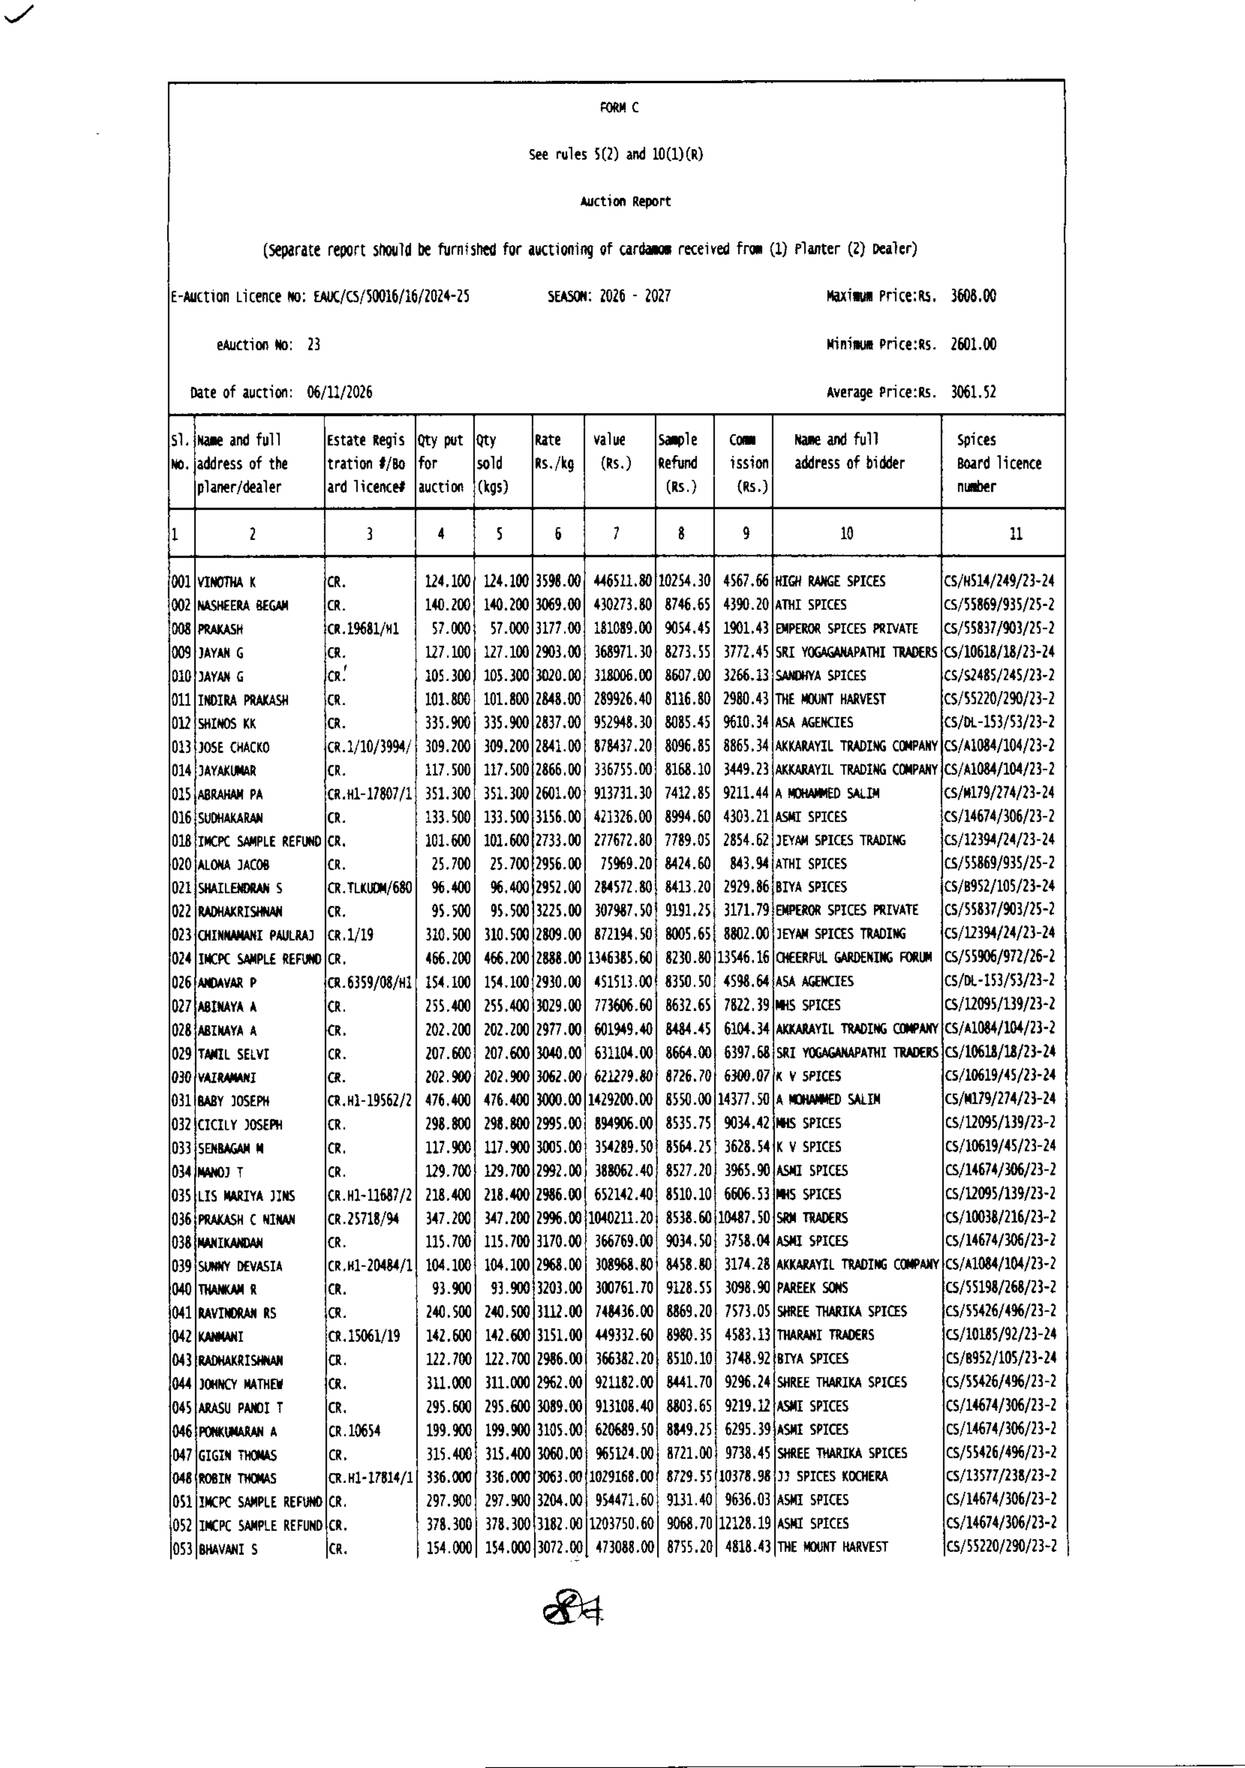 FORM C
See rules 5(2) and 10(1)(R)
Auction Report
(Separate report should be furnished for auctioning of cardamom received from (1) Planter (2) Dealer)
E-Auction Licence No: EAUC/CS/50016/16/2024-25 SEASON: 2026 - 2027 Maximum Price:Rs. 3608.00
eAuction No: 23 Minimum Price:Rs. 2601.00
Date of auction: 06/11/2026 Average Price:Rs. 3061.52
Sl. Name and full Estate Regis Qty put Qty Rate Value Sample Comm Name and full Spices
No. address of the tration #/Bo for sold Rs./kg (Rs.) Refund ission address of bidder Board licence
planer/dealer ard licence# auction (kgs) (Rs.) (Rs.) number
1 2 3 4 5 6 7 8 9 10 11
001 VINOTHA K CR. 124.100 124.100 3598.00 446511.80 10254.30 4567.66 HIGH RANGE SPICES CS/H514/249/23-24
002 NASHEERA BEGAM CR. 140.200 140.200 3069.00 430273.80 8746.65 4390.20 ATHI SPICES CS/55869/935/25-2
008 PRAKASH CR.19681/H1 57.000 57.000 3177.00 181089.00 9054.45 1901.43 EMPEROR SPICES PRIVATE CS/55837/903/25-2
009 JAYAN G CR. 127.100 127.100 2903.00 368971.30 8273.55 3772.45 SRI YOGAGANAPATHI TRADERS CS/10618/18/23-24
010 JAYAN G CR. 105.300 105.300 3020.00 318006.00 8607.00 3266.13 SANDHYA SPICES CS/S2485/245/23-2
011 INDIRA PRAKASH CR. 101.800 101.800 2848.00 289926.40 8116.80 2980.43 THE MOUNT HARVEST CS/55220/290/23-2
012 SHINOS KK CR. 335.900 335.900 2837.00 952948.30 8085.45 9610.34 ASA AGENCIES CS/DL-153/53/23-2
013 JOSE CHACKO CR.1/10/3994/ 309.200 309.200 2841.00 878437.20 8096.85 8865.34 AKKARAYIL TRADING COMPANY CS/A1084/104/23-2
014 JAYAKUMAR CR. 117.500 117.500 2866.00 336755.00 8168.10 3449.23 AKKARAYIL TRADING COMPANY CS/A1084/104/23-2
015 ABRAHAM PA CR.H1-17807/1 351.300 351.300 2601.00 913731.30 7412.85 9211.44 A MOHAMMED SALIM CS/M179/274/23-24
016 SUDHAKARAN CR. 133.500 133.500 3156.00 421326.00 8994.60 4303.21 ASMI SPICES CS/14674/306/23-2
018 IMCPC SAMPLE REFUND CR. 101.600 101.600 2733.00 277672.80 7789.05 2854.62 JEYAM SPICES TRADING CS/12394/24/23-24
020 ALONA JACOB CR. 25.700 25.700 2956.00 75969.20 8424.60 843.94 ATHI SPICES CS/55869/935/25-2
021 SHAILENDRAN S CR.TLKUDM/680 96.400 96.400 2952.00 284572.80 8413.20 2929.86 BIYA SPICES CS/B952/105/23-24
022 RADHAKRISHNAN CR. 95.500 95.500 3225.00 307987.50 9191.25 3171.79 EMPEROR SPICES PRIVATE CS/55837/903/25-2
023 CHINNAMANI PAULRAJ CR.1/19 310.500 310.500 2809.00 872194.50 8005.65 8802.00 JEYAM SPICES TRADING CS/12394/24/23-24
024 IMCPC SAMPLE REFUND CR. 466.200 466.200 2888.00 1346385.60 8230.80 13546.16 CHEERFUL GARDENING FORUM CS/55906/972/26-2
026 ANDAVAR P CR.6359/08/H1 154.100 154.100 2930.00 451513.00 8350.50 4598.64 ASA AGENCIES CS/DL-153/53/23-2
027 ABINAYA A CR. 255.400 255.400 3029.00 773606.60 8632.65 7822.39 MHS SPICES CS/12095/139/23-2
028 ABINAYA A CR. 202.200 202.200 2977.00 601949.40 8484.45 6104.34 AKKARAYIL TRADING COMPANY CS/A1084/104/23-2
029 TAMIL SELVI CR. 207.600 207.600 3040.00 631104.00 8664.00 6397.68 SRI YOGAGANAPATHI TRADERS CS/10618/18/23-24
030 VAIRAMANI CR. 202.900 202.900 3062.00 621279.80 8726.70 6300.07 K V SPICES CS/10619/45/23-24
031 BABY JOSEPH CR.H1-19562/2 476.400 476.400 3000.00 1429200.00 8550.00 14377.50 A MOHAMMED SALIM CS/M179/274/23-24
032 CICILY JOSEPH CR. 298.800 298.800 2995.00 894906.00 8535.75 9034.42 MHS SPICES CS/12095/139/23-2
033 SENBAGAM M CR. 117.900 117.900 3005.00 354289.50 8564.25 3628.54 K V SPICES CS/10619/45/23-24
034 MANOJ T CR. 129.700 129.700 2992.00 388062.40 8527.20 3965.90 ASMI SPICES CS/14674/306/23-2
035 LIS MARIYA JINS CR.H1-11687/2 218.400 218.400 2986.00 652142.40 8510.10 6606.53 MHS SPICES CS/12095/139/23-2
036 PRAKASH C NINAN CR.25718/94 347.200 347.200 2996.00 1040211.20 8538.60 10487.50 SRM TRADERS CS/10038/216/23-2
038 MANIKANDAN CR. 115.700 115.700 3170.00 366769.00 9034.50 3758.04 ASMI SPICES CS/14674/306/23-2
039 SUNNY DEVASIA CR.H1-20484/1 104.100 104.100 2968.00 308968.80 8458.80 3174.28 AKKARAYIL TRADING COMPANY CS/A1084/104/23-2
040 THANKAM R CR. 93.900 93.900 3203.00 300761.70 9128.55 3098.90 PAREEK SONS CS/55198/268/23-2
041 RAVINDRAN RS CR. 240.500 240.500 3112.00 748436.00 8869.20 7573.05 SHREE THARIKA SPICES CS/55426/496/23-2
042 KANMANI CR.15061/19 142.600 142.600 3151.00 449332.60 8980.35 4583.13 THARANI TRADERS CS/10185/92/23-24
043 RADHAKRISHNAN CR. 122.700 122.700 2986.00 366382.20 8510.10 3748.92 BIYA SPICES CS/B952/105/23-24
044 JOHNCY MATHEW CR. 311.000 311.000 2962.00 921182.00 8441.70 9296.24 SHREE THARIKA SPICES CS/55426/496/23-2
045 ARASU PANDI T CR. 295.600 295.600 3089.00 913108.40 8803.65 9219.12 ASMI SPICES CS/14674/306/23-2
046 PONKUMARAN A CR.10654 199.900 199.900 3105.00 620689.50 8849.25 6295.39 ASMI SPICES CS/14674/306/23-2
047 GIGIN THOMAS CR. 315.400 315.400 3060.00 965124.00 8721.00 9738.45 SHREE THARIKA SPICES CS/55426/496/23-2
048 ROBIN THOMAS CR.H1-17814/1 336.000 336.000 3063.00 1029168.00 8729.55 10378.98 JJ SPICES KOCHERA CS/13577/238/23-2
051 IMCPC SAMPLE REFUND CR. 297.900 297.900 3204.00 954471.60 9131.40 9636.03 ASMI SPICES CS/14674/306/23-2
052 IMCPC SAMPLE REFUND CR. 378.300 378.300 3182.00 1203750.60 9068.70 12128.19 ASMI SPICES CS/14674/306/23-2
053 BHAVANI S CR. 154.000 154.000 3072.00 473088.00 8755.20 4818.43 THE MOUNT HARVEST CS/55220/290/23-2